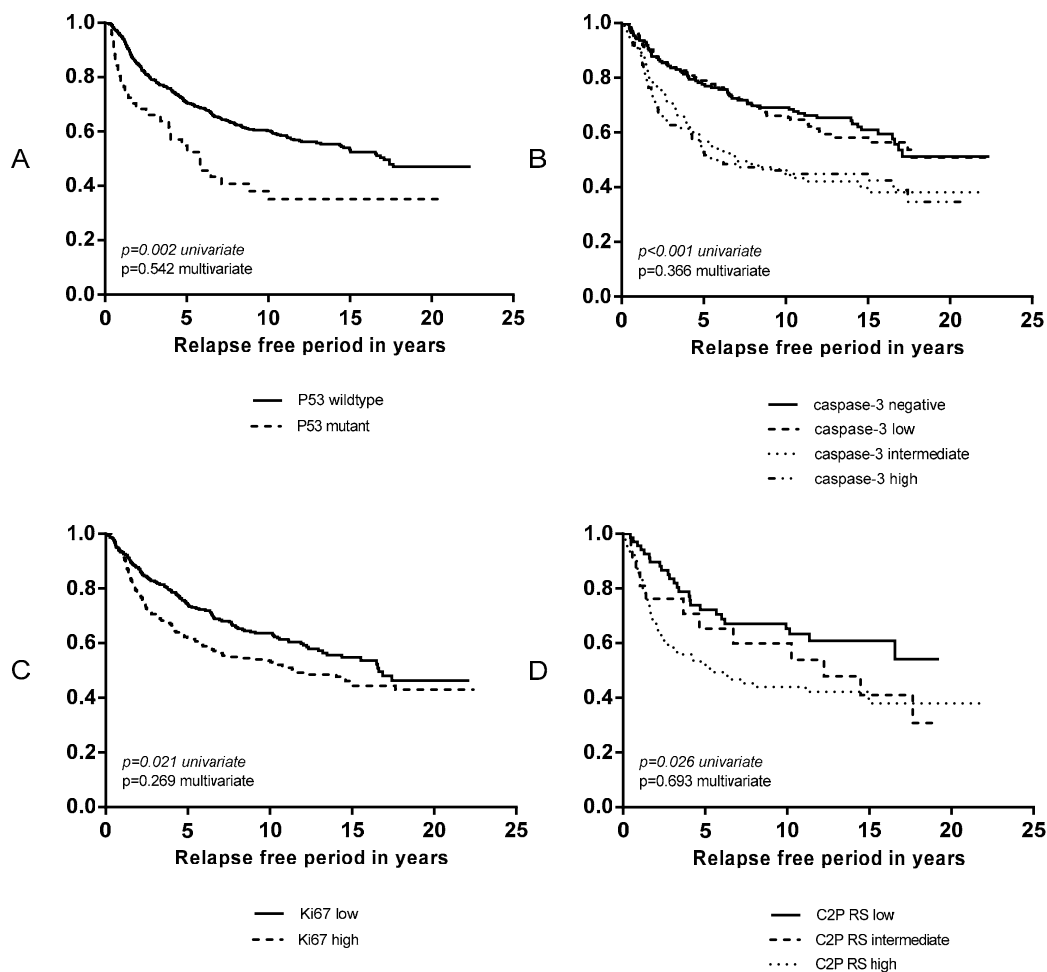 A
1.0
0.8
0.6
0.4
0.2
0.0
p=0.002 univariate
p=0.542 multivariate
0 5 10 15 20 25
Relapse free period in years
P53 wildtype
P53 mutant
B
1.0
0.8
0.6
0.4
0.2
0.0
p<0.001 univariate
p=0.366 multivariate
0 5 10 15 20 25
Relapse free period in years
caspase-3 negative
caspase-3 low
caspase-3 intermediate
caspase-3 high
C
1.0
0.8
0.6
0.4
0.2
0.0
p=0.021 univariate
p=0.269 multivariate
0 5 10 15 20 25
Relapse free period in years
Ki67 low
Ki67 high
D
1.0
0.8
0.6
0.4
0.2
0.0
p=0.026 univariate
p=0.693 multivariate
0 5 10 15 20 25
Relapse free period in years
C2P RS low
C2P RS intermediate
C2P RS high